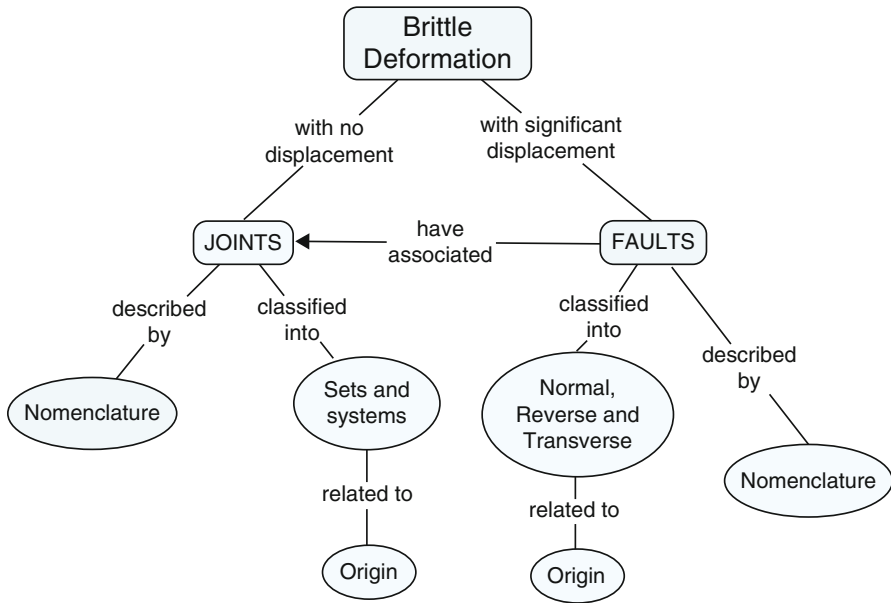 Brittle
Deformation
with no
displacement
with significant
displacement
JOINTS
have
associated
FAULTS
described
by
classified
into
classified
into
described
by
Nomenclature
Sets and
systems
Normal,
Reverse and
Transverse
Nomenclature
related to
related to
Origin
Origin